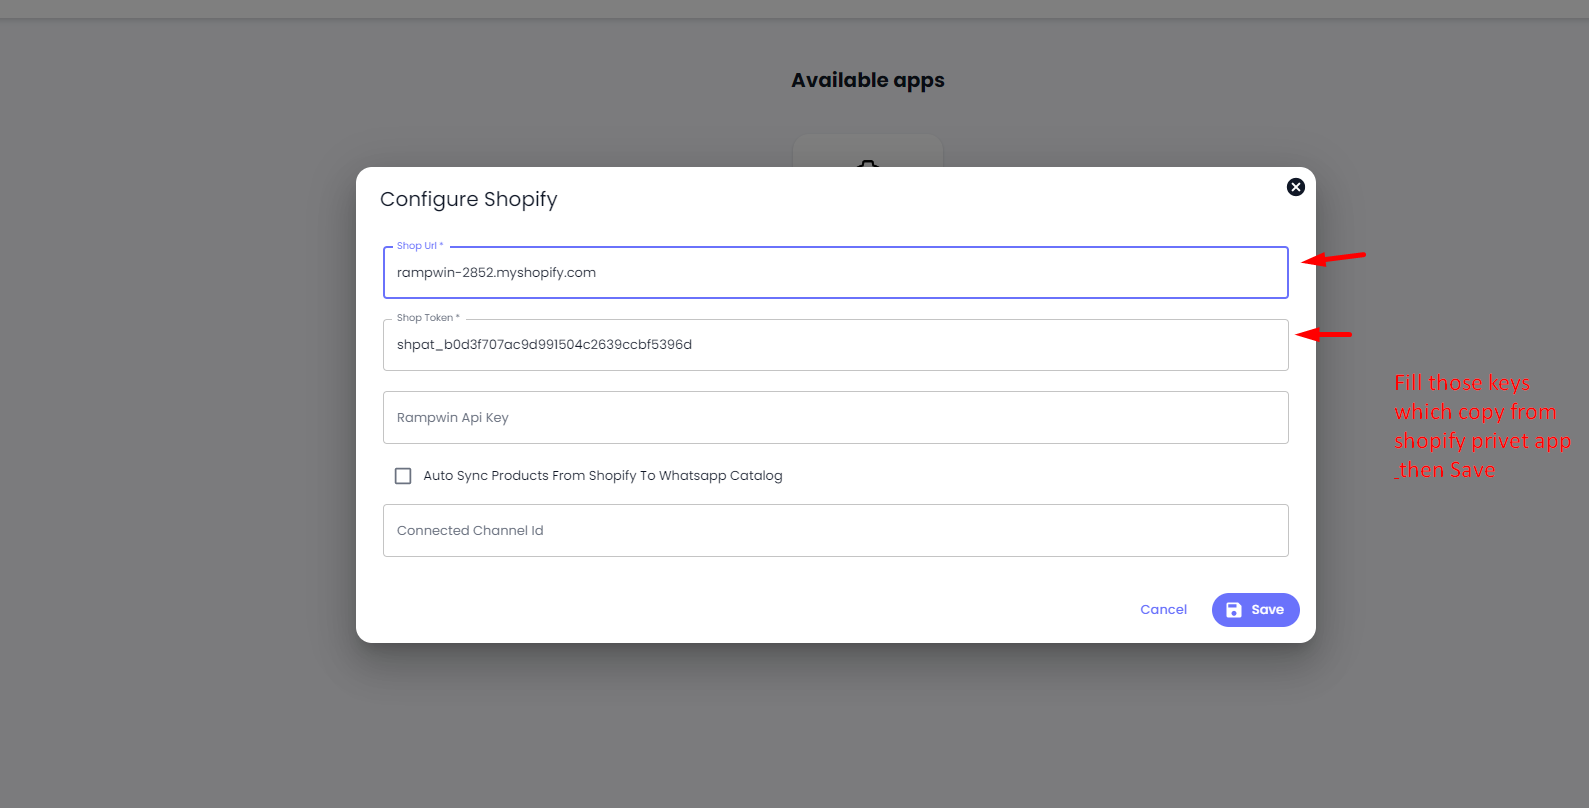 Available apps
Configure Shopify
Shop Url *
rampwin-2852.myshopify.com
Shop Token *
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
Rampwin Api Key
Auto Sync Products From Shopify To Whatsapp Catalog
Connected Channel Id
Cancel
Save
Fill those keys
which copy from
shopify privet app
_then Save